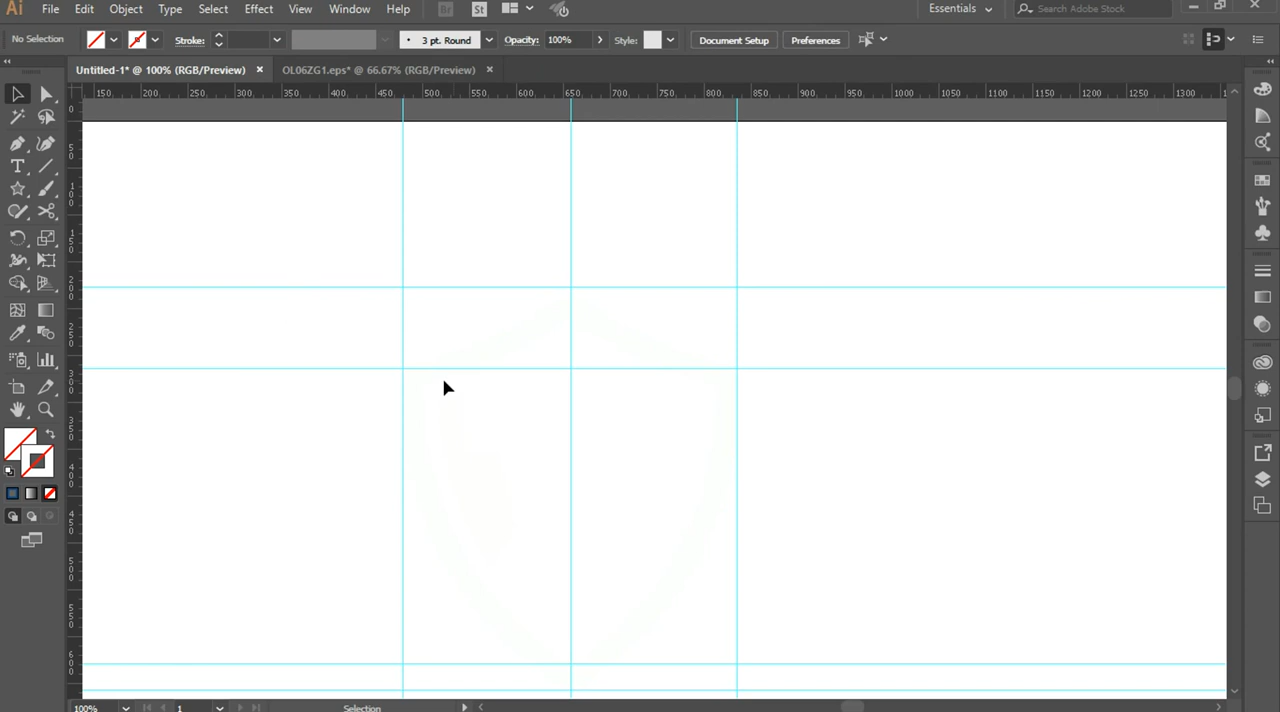 Ai File Edit Object Type Select Effect View Window Help Br St Essentials Search Adobe Stock
No Selection Stroke: 3 pt. Round Opacity: 100% Style: Document Setup Preferences
Untitled-1* @ 100% (RGB/Preview) × OL06ZG1.eps* @ 66.67% (RGB/Preview) ×
150 200 250 300 350 400 450 500 550 600 650 700 750 800 850 900 950 1000 1050 1100 1150 1200 1250 1300
0
50
100
150
200
250
300
350
400
450
500
550
600
100% 1 Selection